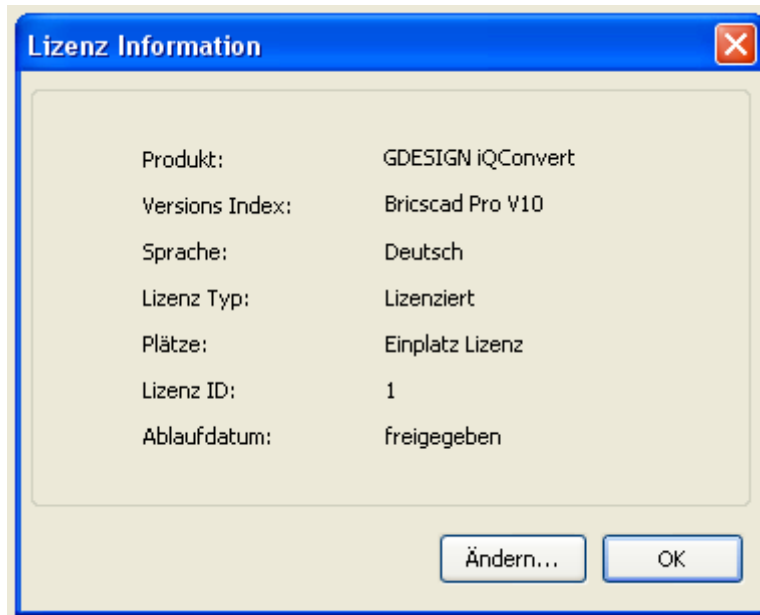 Lizenz Information
Produkt: GDESIGN iQConvert
Versions Index: Bricscad Pro V10
Sprache: Deutsch
Lizenz Typ: Lizenziert
Plätze: Einplatz Lizenz
Lizenz ID: 1
Ablaufdatum: freigegeben
Ändern... OK